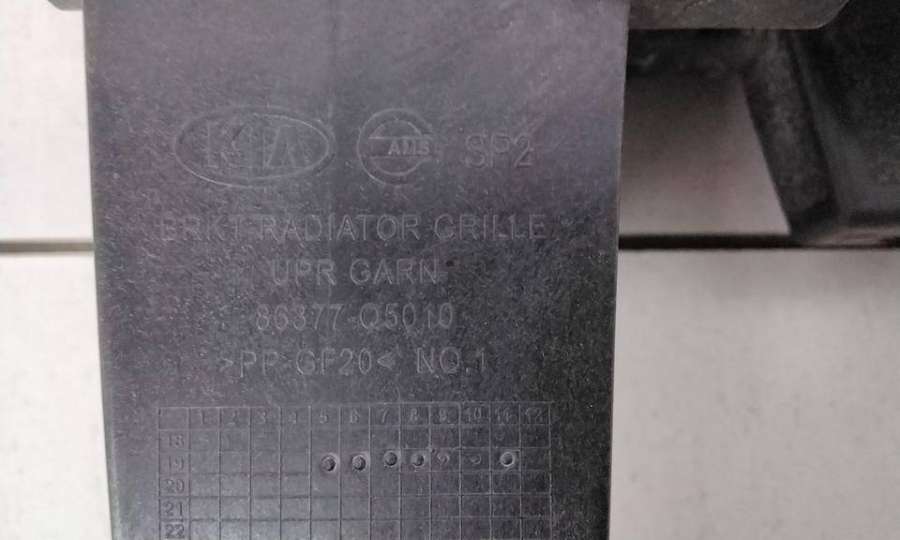 KIA AMS SP2
BRKT-RADIATOR GRILLE
UPR GARN
86377-Q5010
>PP-GF20< NO.1
1 2 3 4 5 6 7 8 9 10 11 12
18
19
20
21
22